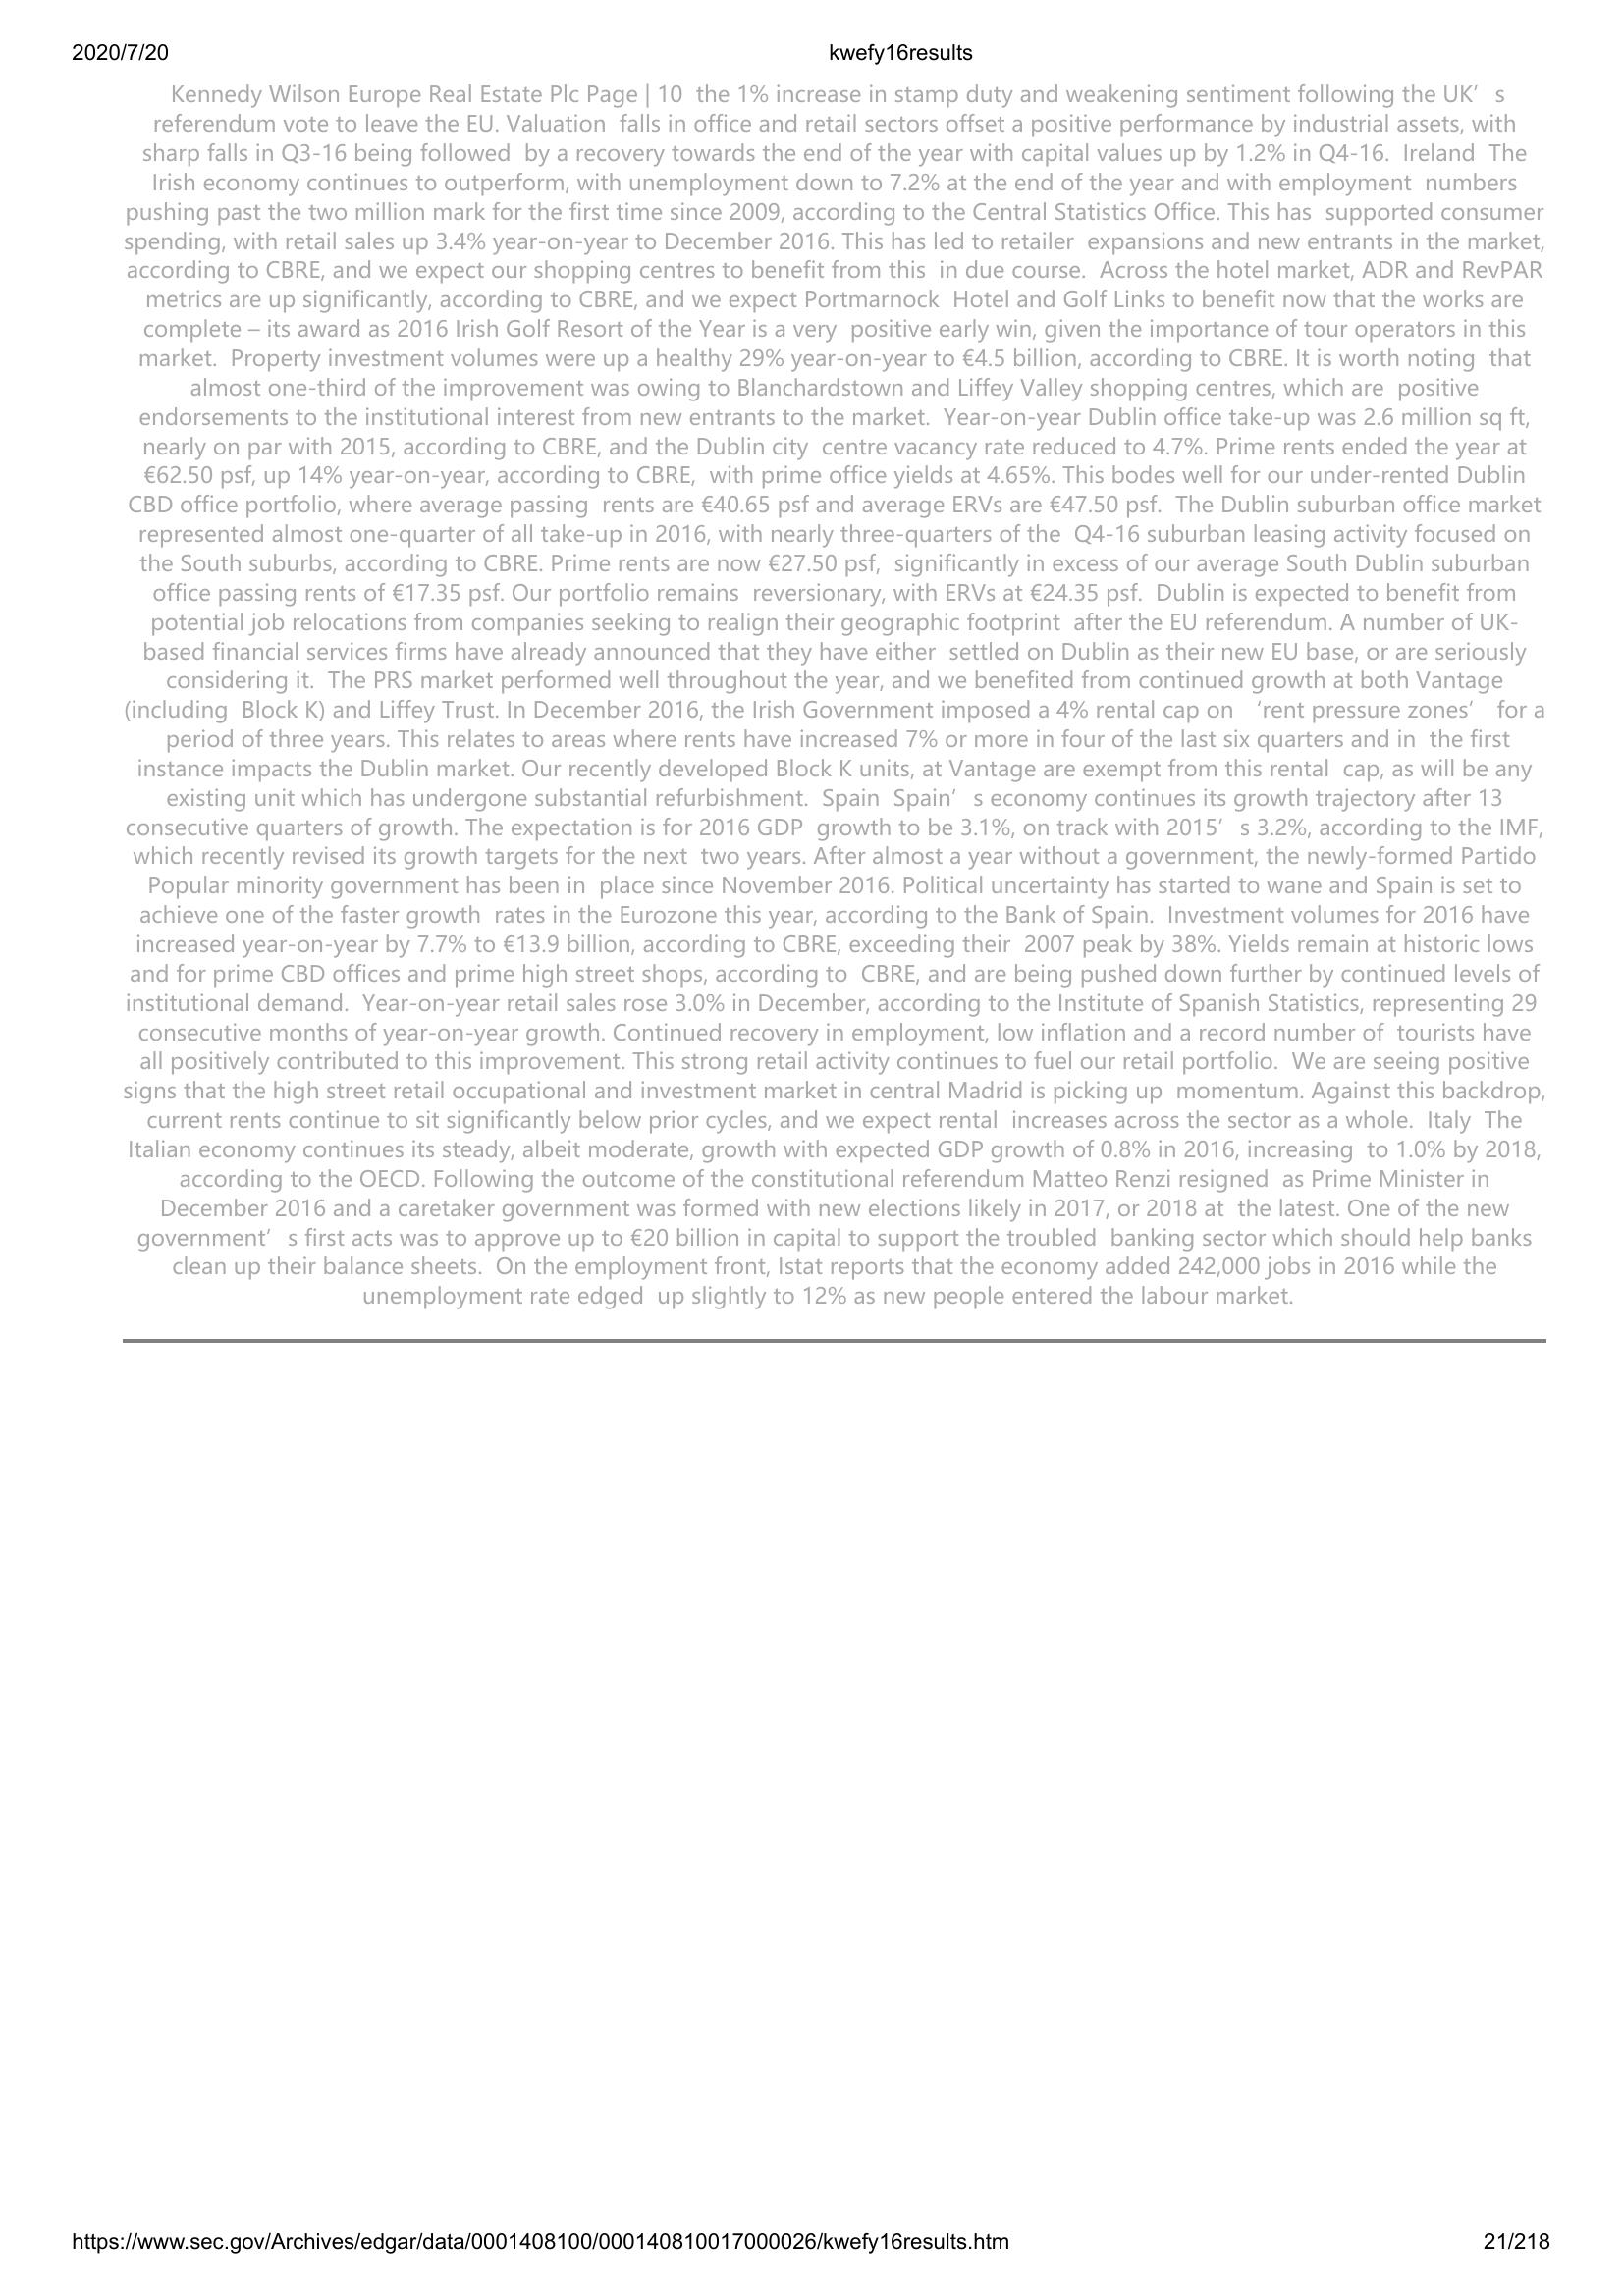 2020/7/20 kwefy16results
Kennedy Wilson Europe Real Estate Plc Page | 10  the 1% increase in stamp duty and weakening sentiment following the UK’ s
referendum vote to leave the EU. Valuation  falls in office and retail sectors offset a positive performance by industrial assets, with
sharp falls in Q3-16 being followed  by a recovery towards the end of the year with capital values up by 1.2% in Q4-16.  Ireland  The
Irish economy continues to outperform, with unemployment down to 7.2% at the end of the year and with employment  numbers
pushing past the two million mark for the first time since 2009, according to the Central Statistics Office. This has  supported consumer
spending, with retail sales up 3.4% year-on-year to December 2016. This has led to retailer  expansions and new entrants in the market,
according to CBRE, and we expect our shopping centres to benefit from this  in due course.  Across the hotel market, ADR and RevPAR
metrics are up significantly, according to CBRE, and we expect Portmarnock  Hotel and Golf Links to benefit now that the works are
complete – its award as 2016 Irish Golf Resort of the Year is a very  positive early win, given the importance of tour operators in this
market.  Property investment volumes were up a healthy 29% year-on-year to €4.5 billion, according to CBRE. It is worth noting  that
almost one-third of the improvement was owing to Blanchardstown and Liffey Valley shopping centres, which are  positive
endorsements to the institutional interest from new entrants to the market.  Year-on-year Dublin office take-up was 2.6 million sq ft,
nearly on par with 2015, according to CBRE, and the Dublin city  centre vacancy rate reduced to 4.7%. Prime rents ended the year at
€62.50 psf, up 14% year-on-year, according to CBRE,  with prime office yields at 4.65%. This bodes well for our under-rented Dublin
CBD office portfolio, where average passing  rents are €40.65 psf and average ERVs are €47.50 psf.  The Dublin suburban office market
represented almost one-quarter of all take-up in 2016, with nearly three-quarters of the  Q4-16 suburban leasing activity focused on
the South suburbs, according to CBRE. Prime rents are now €27.50 psf,  significantly in excess of our average South Dublin suburban
office passing rents of €17.35 psf. Our portfolio remains  reversionary, with ERVs at €24.35 psf.  Dublin is expected to benefit from
potential job relocations from companies seeking to realign their geographic footprint  after the EU referendum. A number of UK-
based financial services firms have already announced that they have either  settled on Dublin as their new EU base, or are seriously
considering it.  The PRS market performed well throughout the year, and we benefited from continued growth at both Vantage
(including  Block K) and Liffey Trust. In December 2016, the Irish Government imposed a 4% rental cap on  ‘rent pressure zones’  for a
period of three years. This relates to areas where rents have increased 7% or more in four of the last six quarters and in  the first
instance impacts the Dublin market. Our recently developed Block K units, at Vantage are exempt from this rental  cap, as will be any
existing unit which has undergone substantial refurbishment.  Spain  Spain’ s economy continues its growth trajectory after 13
consecutive quarters of growth. The expectation is for 2016 GDP  growth to be 3.1%, on track with 2015’ s 3.2%, according to the IMF,
which recently revised its growth targets for the next  two years. After almost a year without a government, the newly-formed Partido
Popular minority government has been in  place since November 2016. Political uncertainty has started to wane and Spain is set to
achieve one of the faster growth  rates in the Eurozone this year, according to the Bank of Spain.  Investment volumes for 2016 have
increased year-on-year by 7.7% to €13.9 billion, according to CBRE, exceeding their  2007 peak by 38%. Yields remain at historic lows
and for prime CBD offices and prime high street shops, according to  CBRE, and are being pushed down further by continued levels of
institutional demand.  Year-on-year retail sales rose 3.0% in December, according to the Institute of Spanish Statistics, representing 29
consecutive months of year-on-year growth. Continued recovery in employment, low inflation and a record number of  tourists have
all positively contributed to this improvement. This strong retail activity continues to fuel our retail portfolio.  We are seeing positive
signs that the high street retail occupational and investment market in central Madrid is picking up  momentum. Against this backdrop,
current rents continue to sit significantly below prior cycles, and we expect rental  increases across the sector as a whole.  Italy  The
Italian economy continues its steady, albeit moderate, growth with expected GDP growth of 0.8% in 2016, increasing  to 1.0% by 2018,
according to the OECD. Following the outcome of the constitutional referendum Matteo Renzi resigned  as Prime Minister in
December 2016 and a caretaker government was formed with new elections likely in 2017, or 2018 at  the latest. One of the new
government’ s first acts was to approve up to €20 billion in capital to support the troubled  banking sector which should help banks
clean up their balance sheets.  On the employment front, Istat reports that the economy added 242,000 jobs in 2016 while the
unemployment rate edged  up slightly to 12% as new people entered the labour market.
https://www.sec.gov/Archives/edgar/data/0001408100/000140810017000026/kwefy16results.htm 21/218